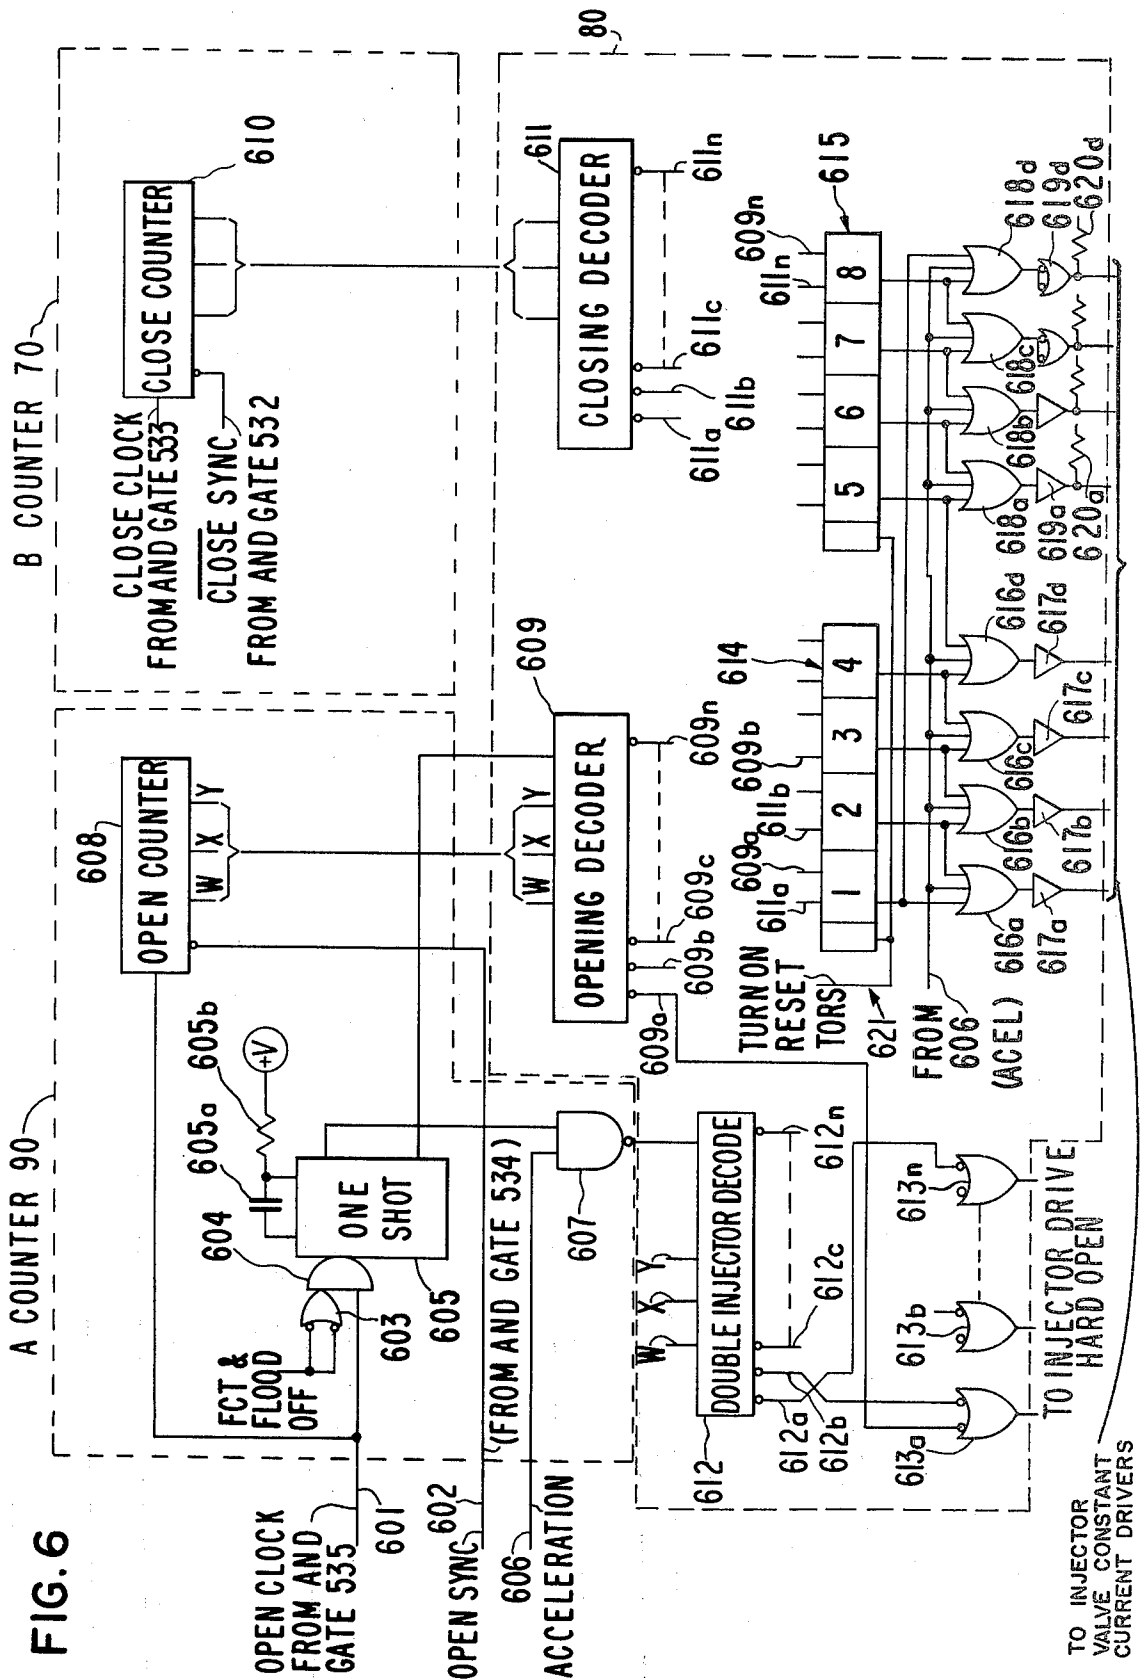 FIG. 6
A COUNTER 90
B COUNTER 70
80
OPEN CLOCK
FROM AND
GATE 535
601
OPEN SYNC
602
(FROM AND GATE 534)
606
ACCELERATION
FCT &
FLOOD
OFF
603
604
605
ONE
SHOT
605a
605b
+V
607
608
OPEN COUNTER
W X Y
CLOSE CLOCK
FROM AND GATE 533
CLOSE SYNC
FROM AND GATE 532
CLOSE COUNTER
610
609
W X Y
OPENING DECODER
609a
609b
609c
609n
611
CLOSING DECODER
611a
611b
611c
611n
W X Y
DOUBLE INJECTOR DECODE
612
612a
612b
612c
612n
613a
613b
613n
TO INJECTOR DRIVE
HARD OPEN
TURN ON
RESET
TORS
621
FROM
606
(ACEL)
611a
609a
611b
609b
614
1 2 3 4
611n
609n
615
5 6 7 8
616a
616b
616c
616d
617a
617b
617c
617d
618a
618b
618c
618d
619a
619d
620a
620d
TO INJECTOR
VALVE CONSTANT
CURRENT DRIVERS